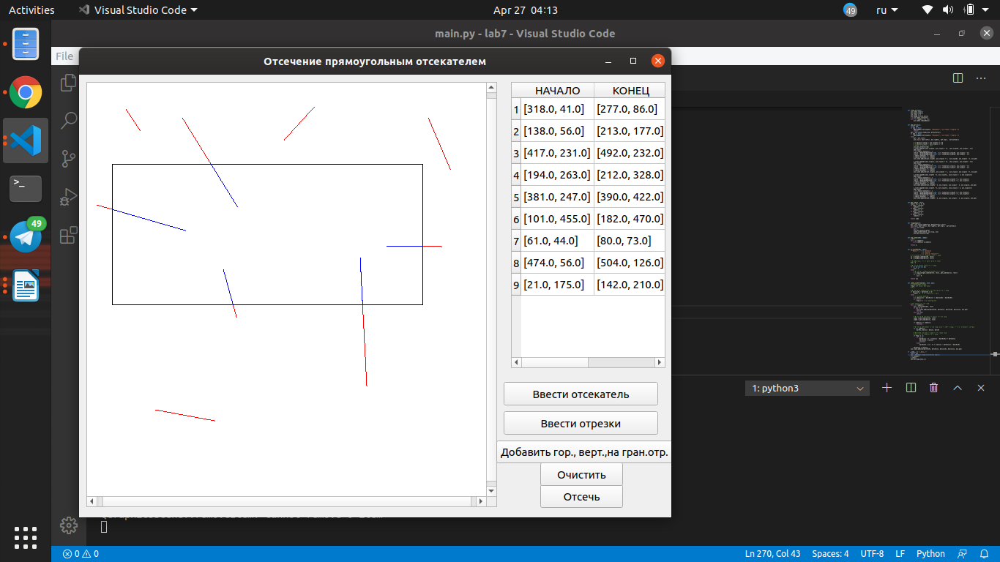 Activities
Visual Studio Code
Apr 27 04:13
49
ru
main.py - lab7 - Visual Studio Code
File
Отсечение прямоугольным отсекателем
НАЧАЛО КОНЕЦ
1 [318.0, 41.0] [277.0, 86.0]
2 [138.0, 56.0] [213.0, 177.0]
3 [417.0, 231.0] [492.0, 232.0]
4 [194.0, 263.0] [212.0, 328.0]
5 [381.0, 247.0] [390.0, 422.0]
6 [101.0, 455.0] [182.0, 470.0]
7 [61.0, 44.0] [80.0, 73.0]
8 [474.0, 56.0] [504.0, 126.0]
9 [21.0, 175.0] [142.0, 210.0]
Ввести отсекатель
Ввести отрезки
Добавить гор., верт.,на гран.отр.
Очистить
Отсечь
49
1: python3
0 0
Ln 270, Col 43 Spaces: 4 UTF-8 LF Python